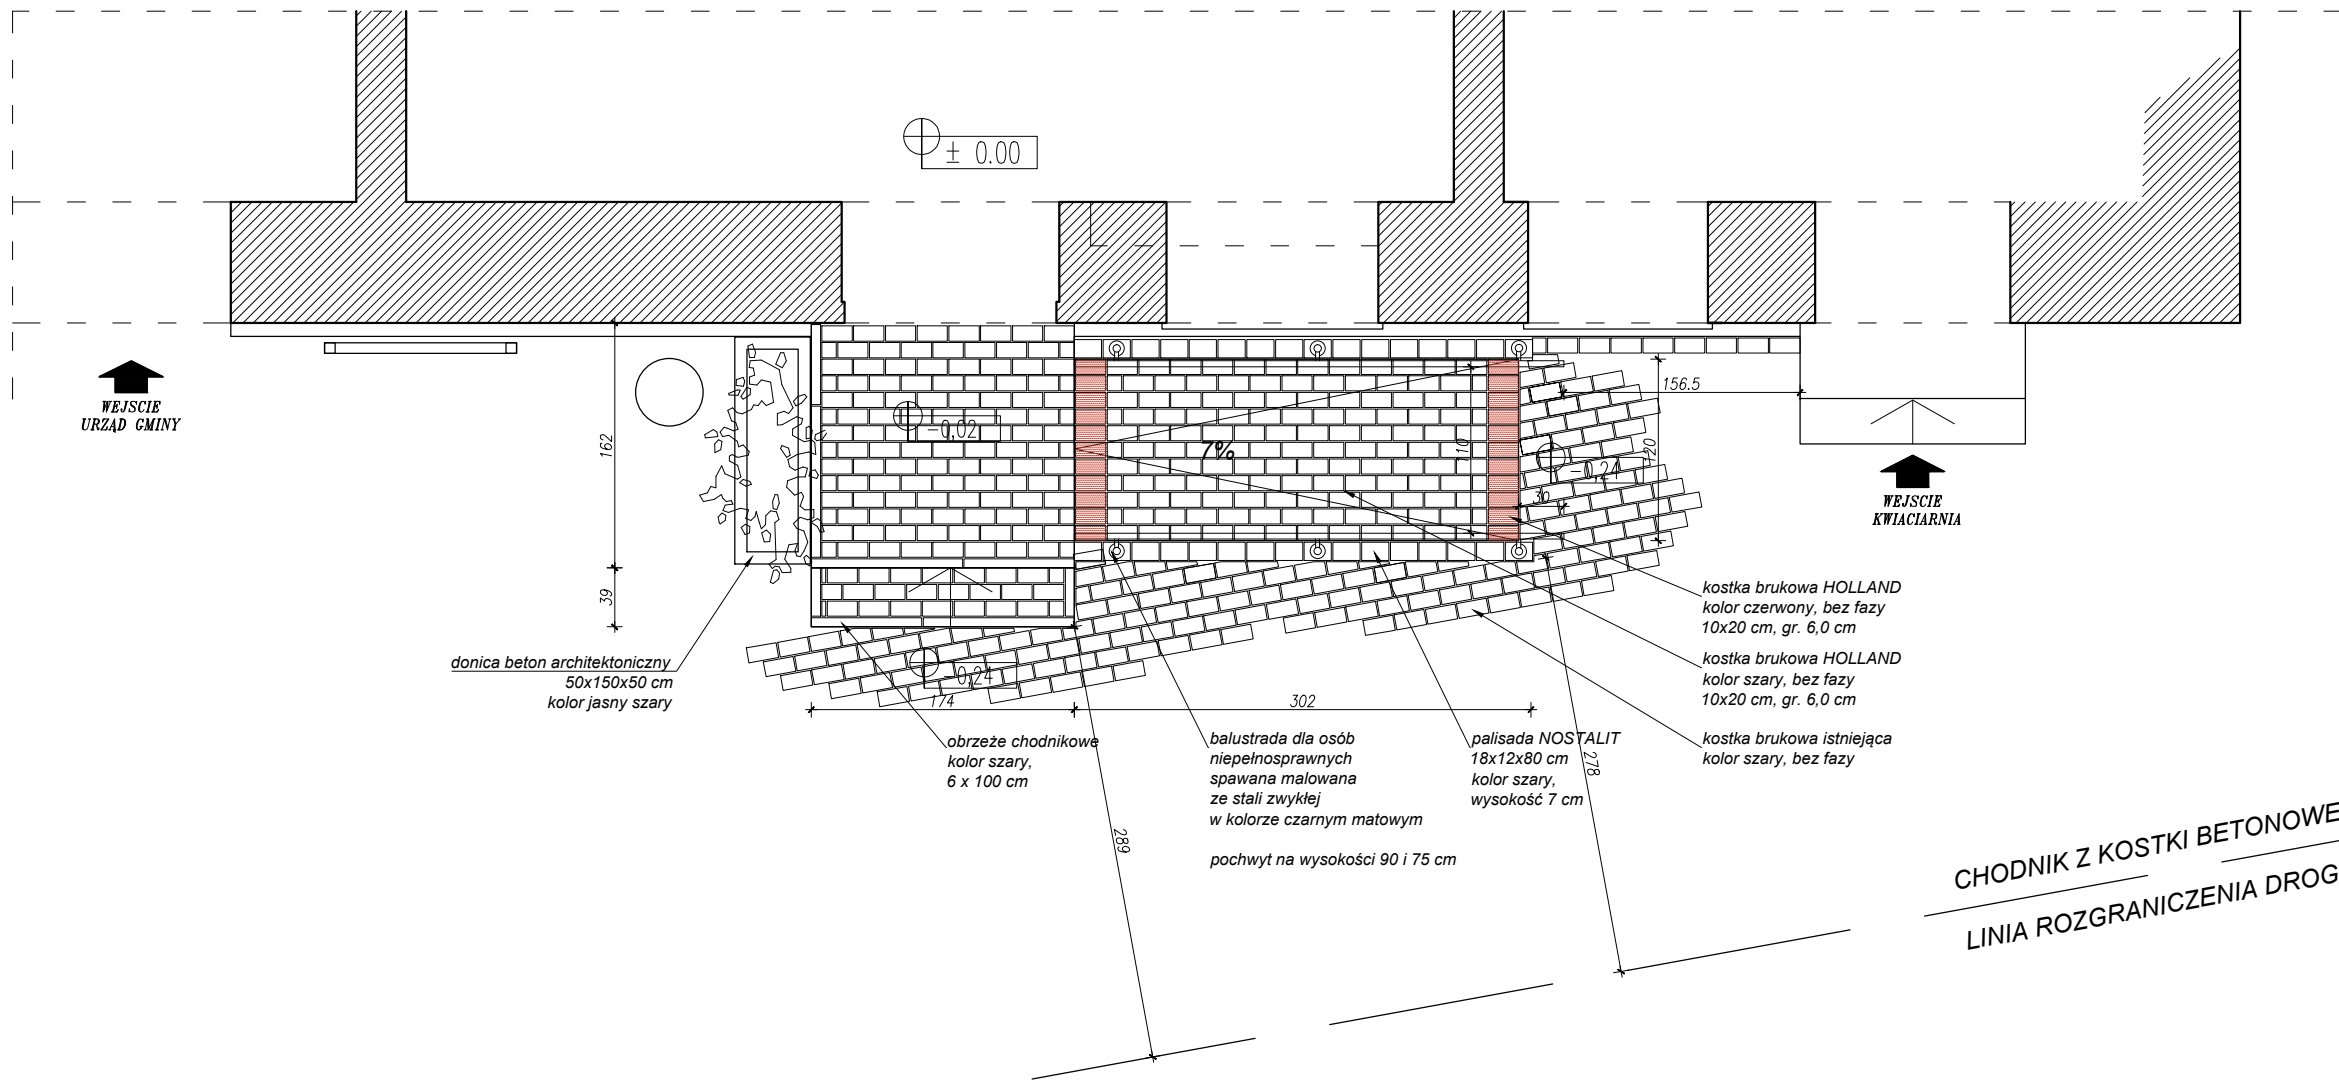 ± 0.00
WEJSCIE
URZĄD GMINY
162
39
-0,02
7%
110
156.5
120
-0,24
30
WEJSCIE
KWIACIARNIA
-0,24
174
302
donica beton architektoniczny
50x150x50 cm
kolor jasny szary
obrzeże chodnikowe
kolor szary,
6 x 100 cm
balustrada dla osób
niepełnosprawnych
spawana malowana
ze stali zwykłej
w kolorze czarnym matowym
pochwyt na wysokości 90 i 75 cm
palisada NOSTALIT
18x12x80 cm
kolor szary,
wysokość 7 cm
kostka brukowa HOLLAND
kolor czerwony, bez fazy
10x20 cm, gr. 6,0 cm
kostka brukowa HOLLAND
kolor szary, bez fazy
10x20 cm, gr. 6,0 cm
kostka brukowa istniejąca
kolor szary, bez fazy
289
278
CHODNIK Z KOSTKI BETONOWE
LINIA ROZGRANICZENIA DROG